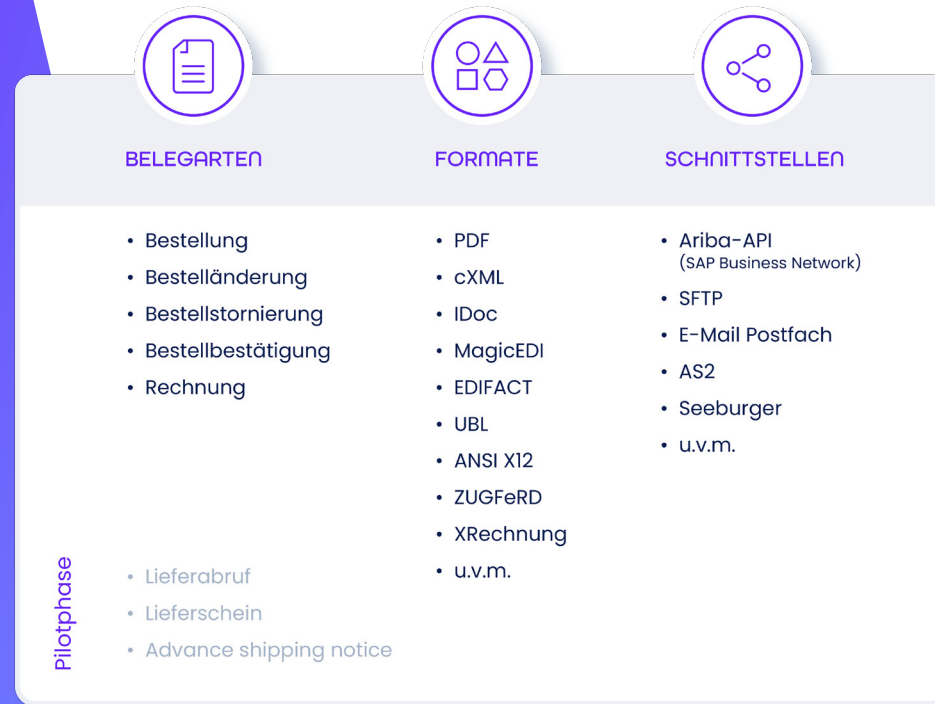 BELEGARTEN
• Bestellung
• Bestelländerung
• Bestellstornierung
• Bestellbestätigung
• Rechnung
Pilotphase
• Lieferabruf
• Lieferschein
• Advance shipping notice
FORMATE
• PDF
• cXML
• IDoc
• MagicEDI
• EDIFACT
• UBL
• ANSI X12
• ZUGFeRD
• XRechnung
• u.v.m.
SCHNITTSTELLEN
• Ariba-API
(SAP Business Network)
• SFTP
• E-Mail Postfach
• AS2
• Seeburger
• u.v.m.